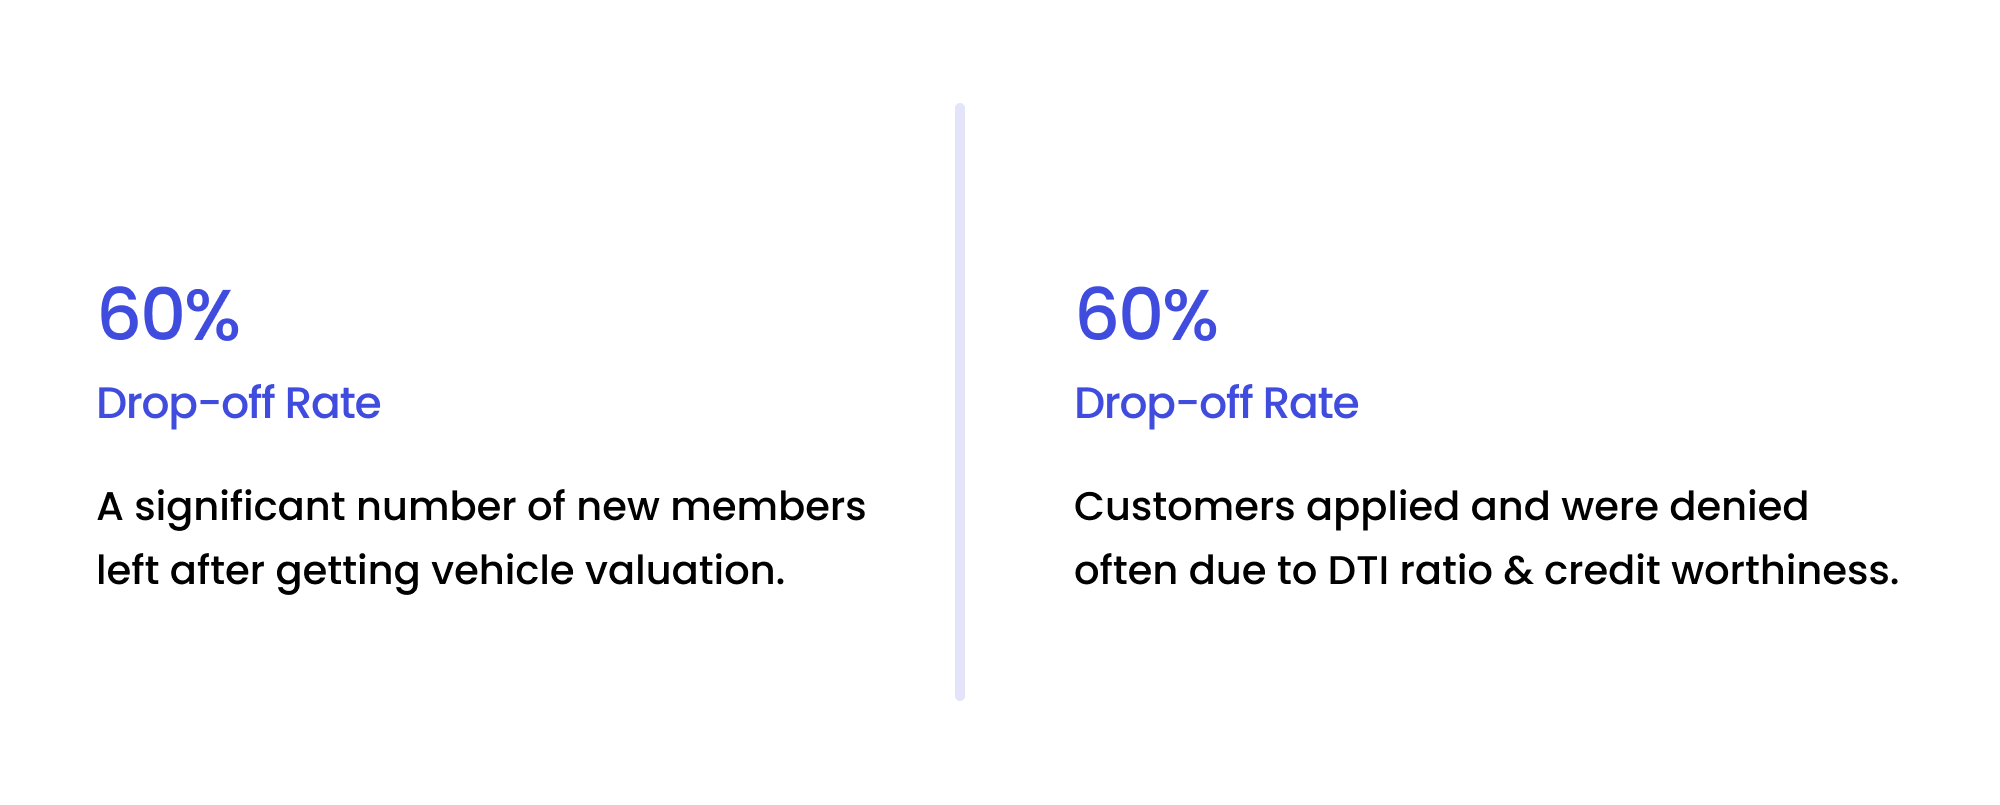 60%
Drop-off Rate
A significant number of new members
left after getting vehicle valuation.
60%
Drop-off Rate
Customers applied and were denied
often due to DTI ratio & credit worthiness.